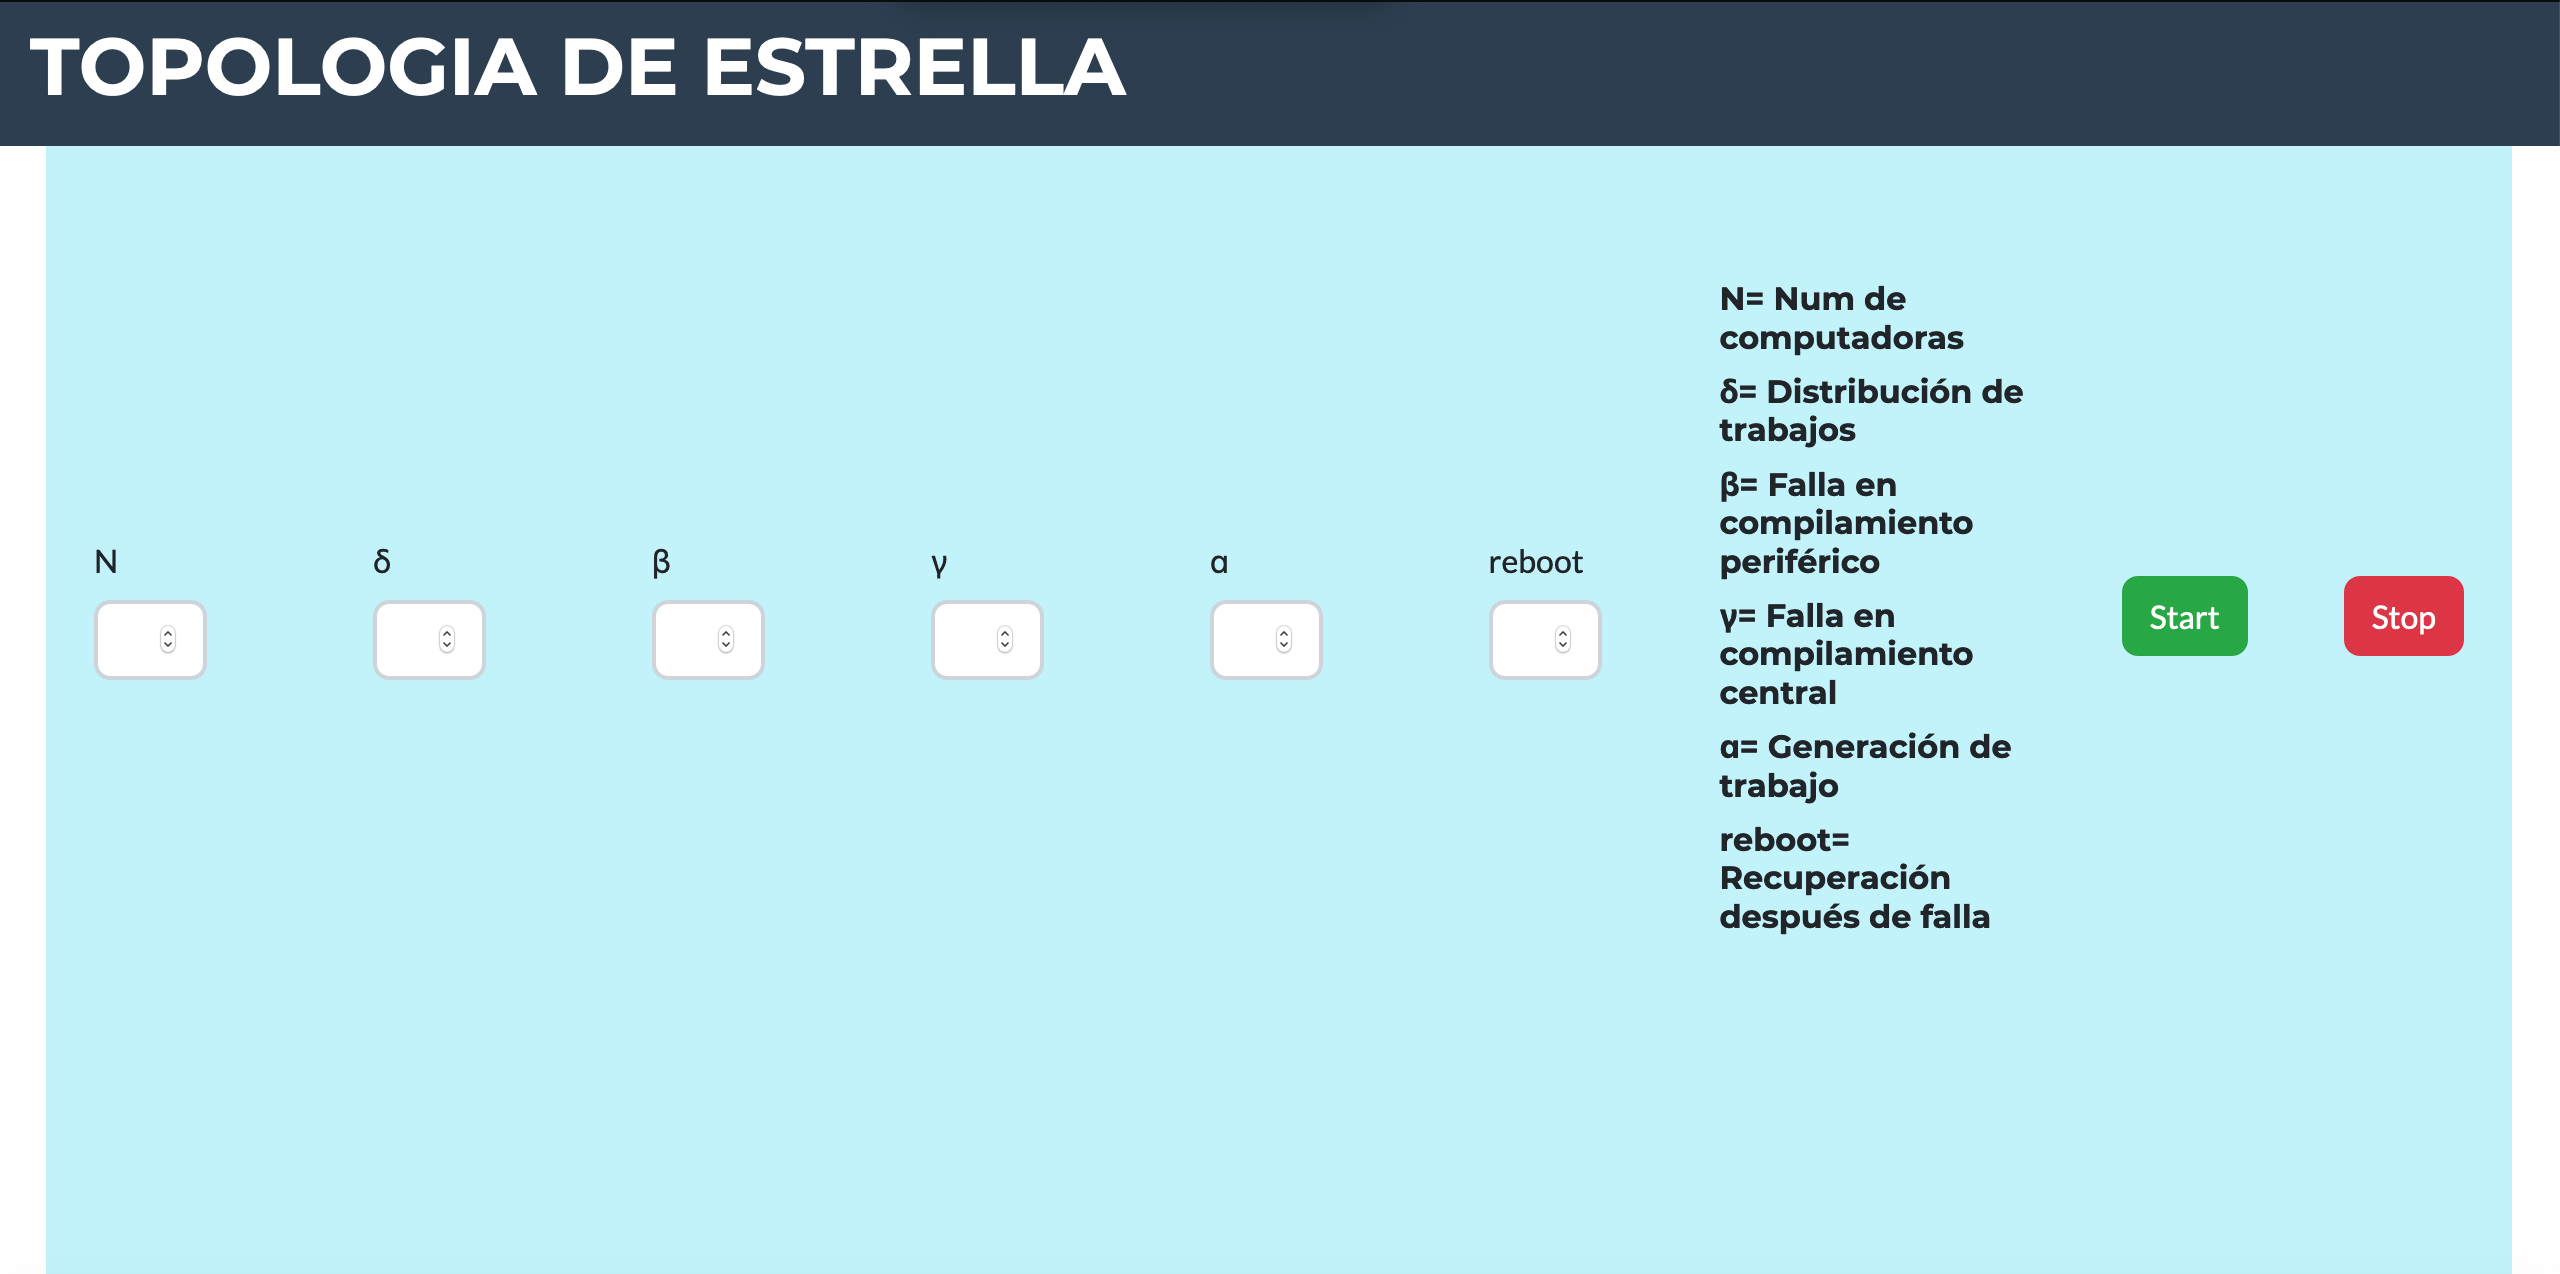 TOPOLOGIA DE ESTRELLA
N
δ
β
γ
α
reboot
N= Num de
computadoras
δ= Distribución de
trabajos
β= Falla en
compilamiento
periférico
γ= Falla en
compilamiento
central
α= Generación de
trabajo
reboot=
Recuperación
después de falla
Start
Stop